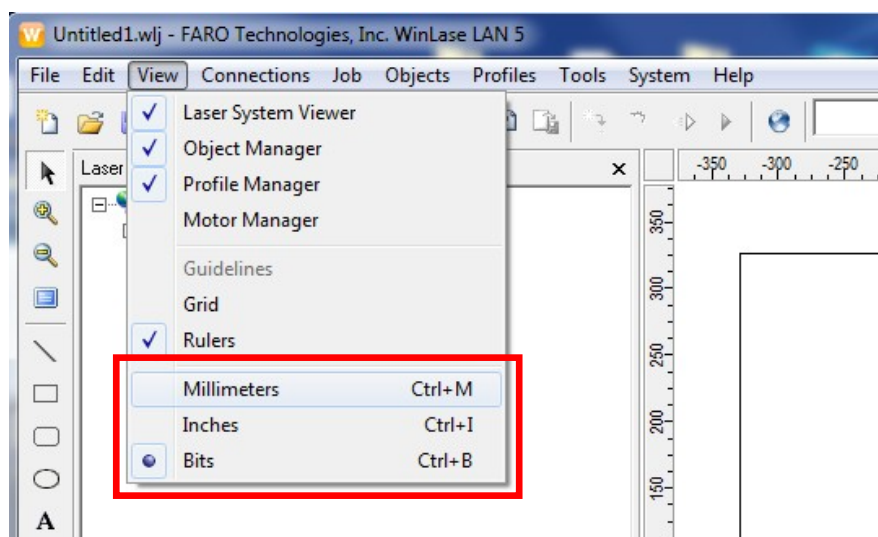 W Untitled1.wlj - FARO Technologies, Inc. WinLase LAN 5
File Edit View Connections Job Objects Profiles Tools System Help
Laser System Viewer
Object Manager
Profile Manager
Motor Manager
Guidelines
Grid
Rulers
Millimeters Ctrl+M
Inches Ctrl+I
Bits Ctrl+B
Laser
A
-350 -300 -250
350
300
250
200
150